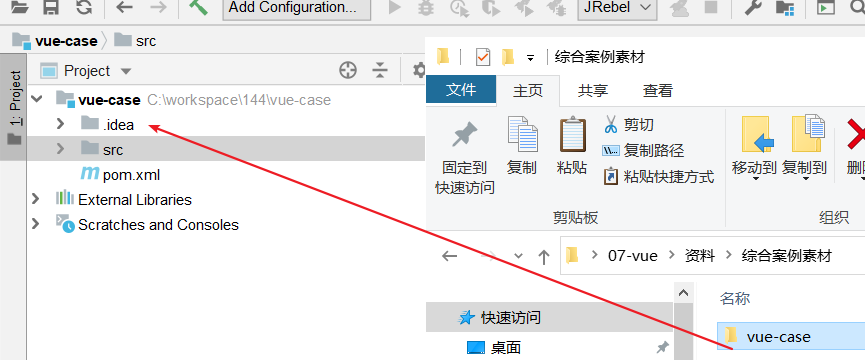 Add Configuration...
JRebel
vue-case
src
1: Project
Project
vue-case C:\workspace\144\vue-case
.idea
src
pom.xml
External Libraries
Scratches and Consoles
综合案例素材
文件
主页
共享
查看
固定到
快速访问
复制
粘贴
剪切
复制路径
粘贴快捷方式
剪贴板
移动到
复制到
组织
07-vue
资料
综合案例素材
快速访问
桌面
名称
vue-case